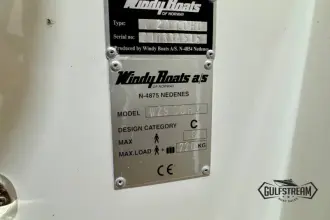 Windy Boats
OF NORWAY
Type:
Serial no:
Produced by Windy Boats A/S. N-4854 Nedenes
Windy Boats a/s
OF NORWAY
N-4875 NEDENES
MODEL
DESIGN CATEGORY C
MAX
MAX.LOAD + KG
CE
GULFSTREAM